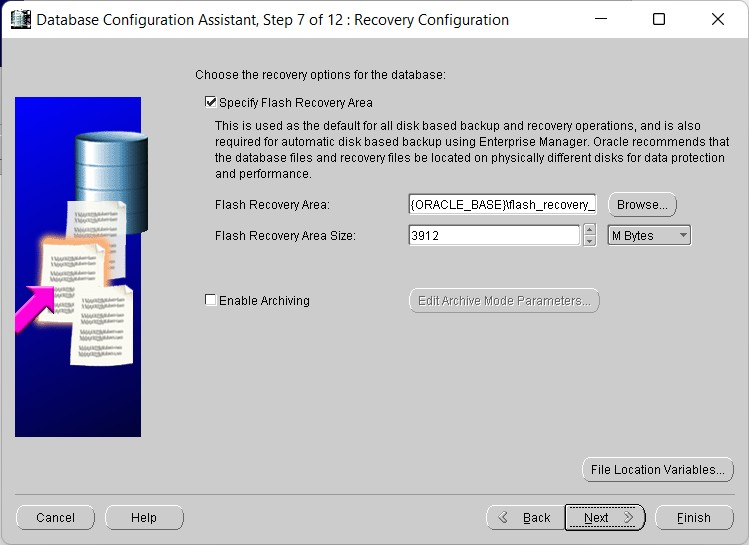 Database Configuration Assistant, Step 7 of 12 : Recovery Configuration
Choose the recovery options for the database:
Specify Flash Recovery Area
This is used as the default for all disk based backup and recovery operations, and is also
required for automatic disk based backup using Enterprise Manager. Oracle recommends that
the database files and recovery files be located on physically different disks for data protection
and performance.
Flash Recovery Area: {ORACLE_BASE}\flash_recovery_ Browse...
Flash Recovery Area Size: 3912 M Bytes
Enable Archiving Edit Archive Mode Parameters...
File Location Variables...
Cancel Help Back Next Finish